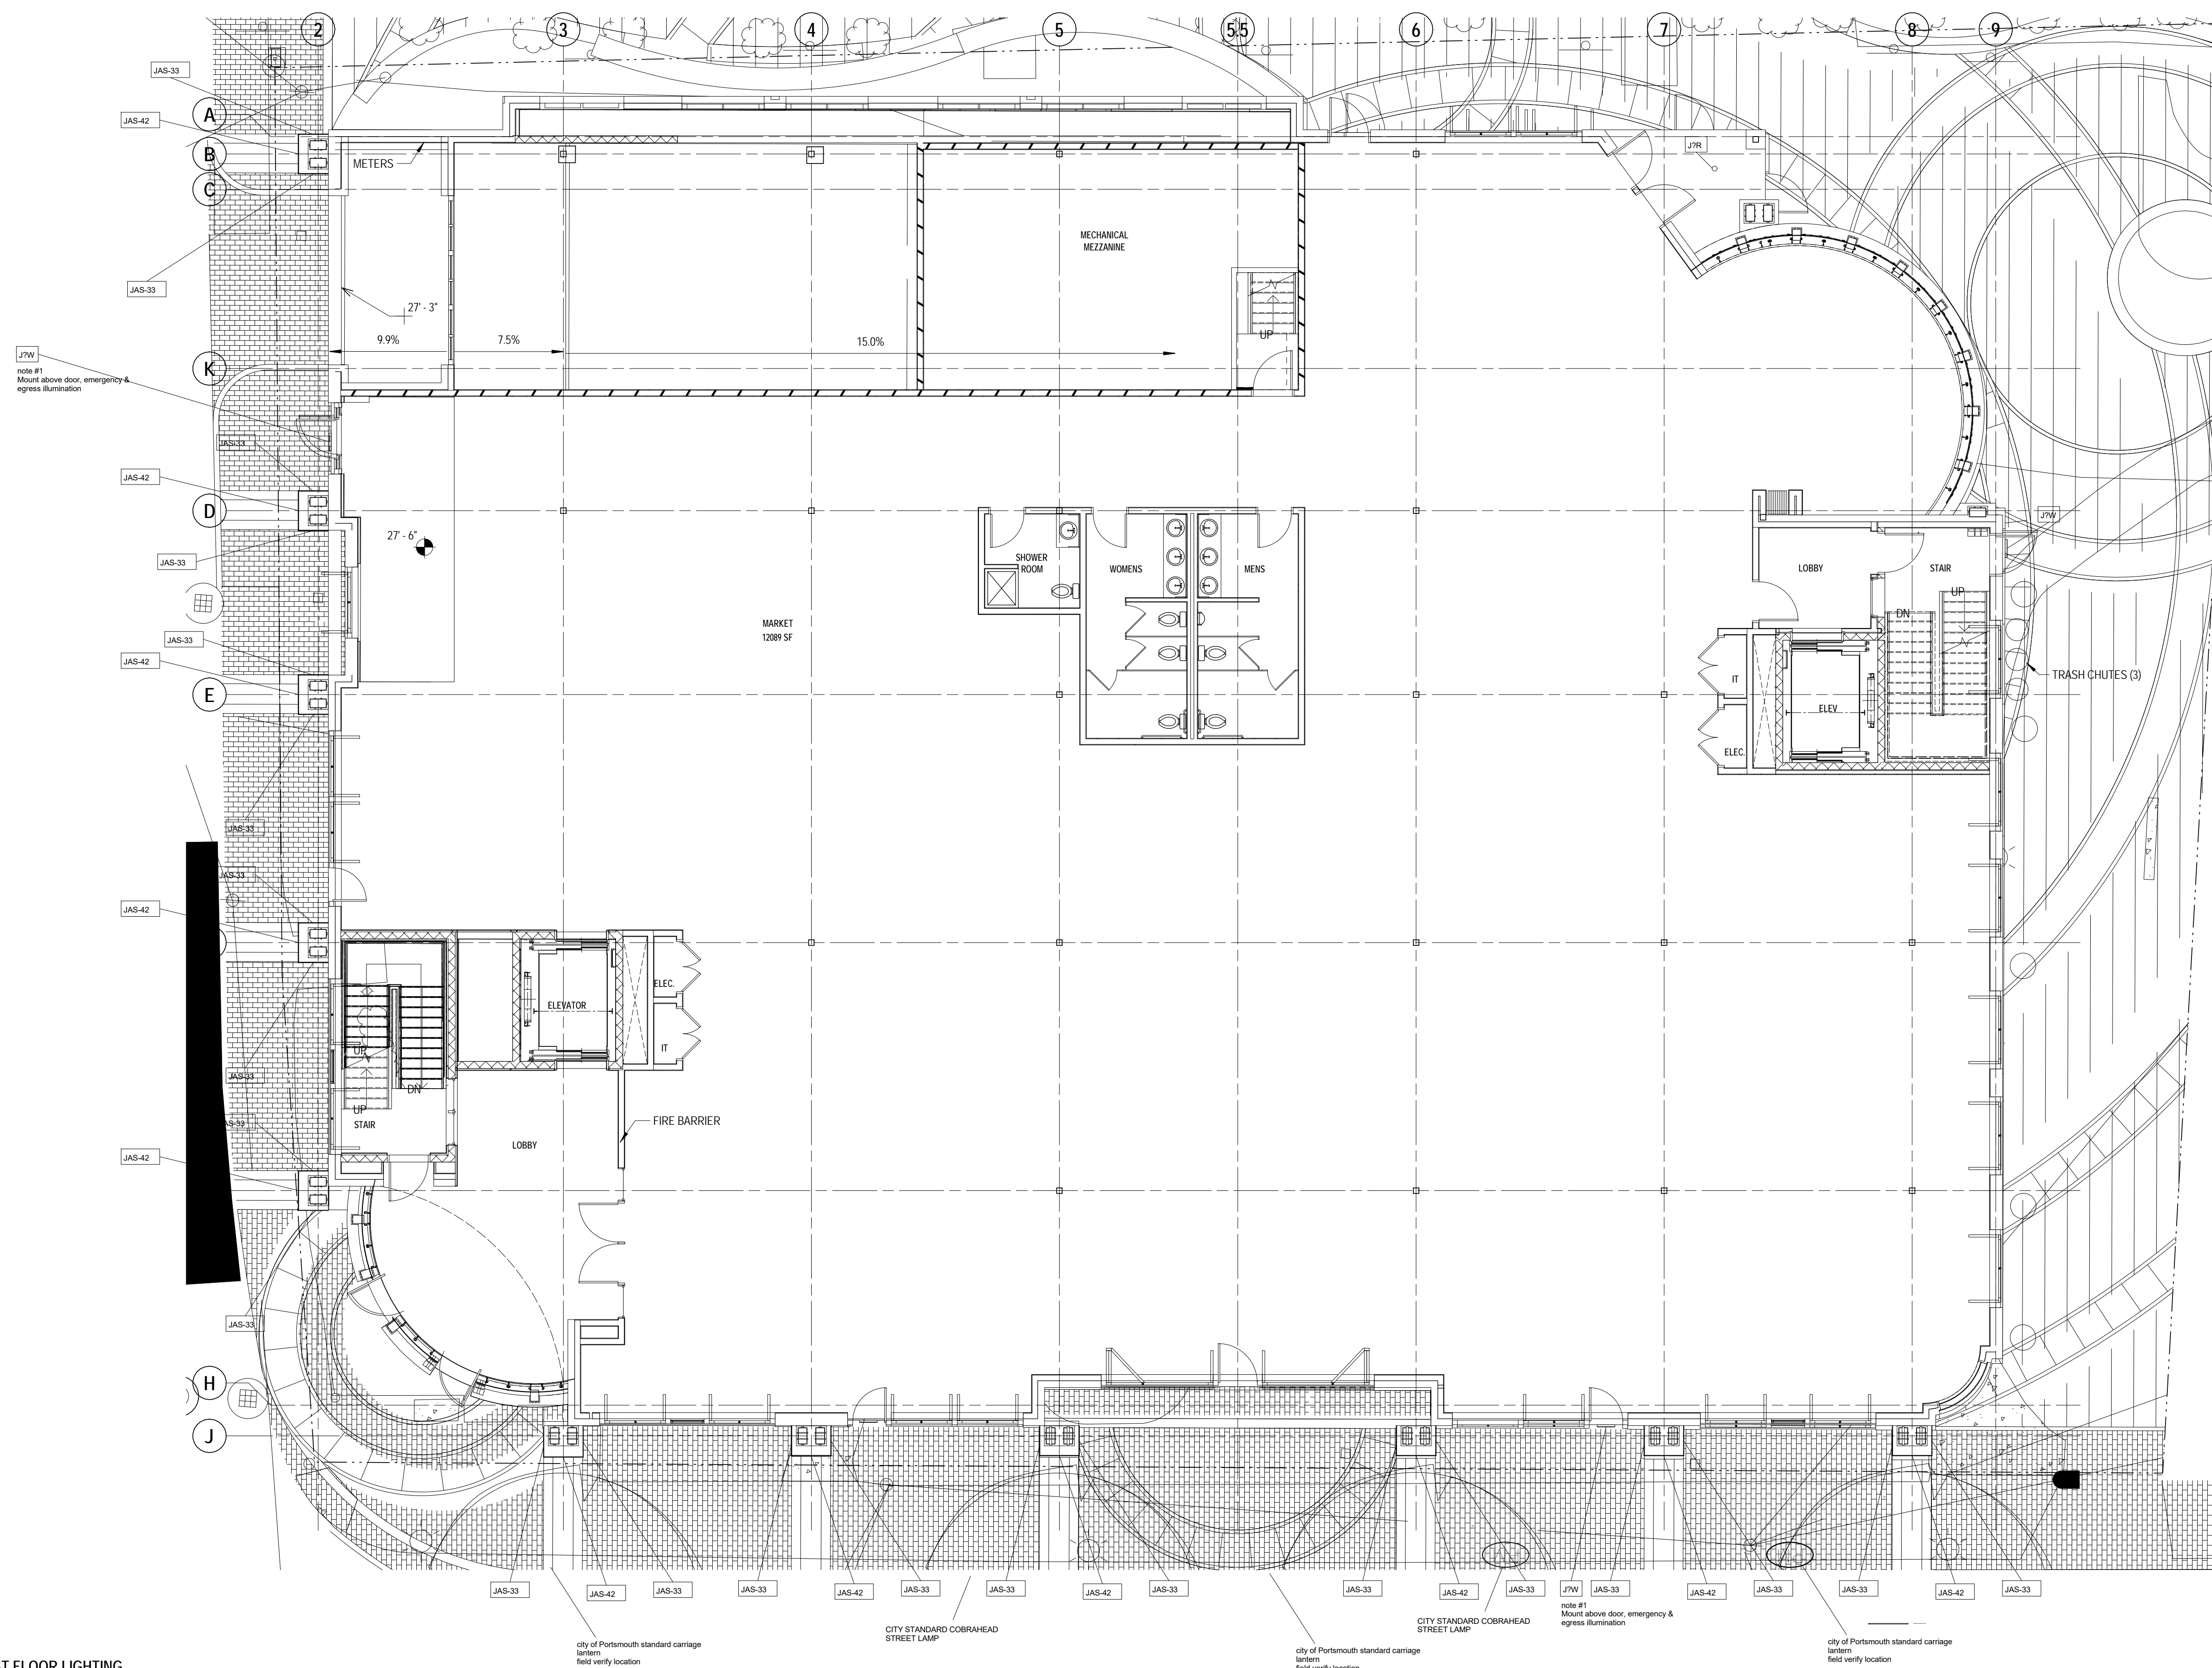 2
3
4
5
5.5
6
7
8
9
JAS-33
A
JAS-42
B
METERS
J?R
C
MECHANICAL
MEZZANINE
JAS-33
27' - 3"
9.9%
7.5%
15.0%
UP
J?W
note #1
Mount above door, emergency &
egress illumination
K
JAS-33
JAS-42
D
27' - 6"
J?W
SHOWER
ROOM
WOMENS
MENS
LOBBY
STAIR
JAS-33
UP
DN
MARKET
12089 SF
JAS-33
JAS-42
E
IT
TRASH CHUTES (3)
ELEV
ELEC.
JAS-33
JAS-33
JAS-42
ELEC.
ELEVATOR
IT
UP
JAS-33
DN
UP
STAIR
FIRE BARRIER
LOBBY
AS-33
JAS-42
JAS-33
H
J
JAS-33
JAS-42
JAS-33
JAS-33
JAS-42
JAS-33
JAS-33
JAS-42
JAS-33
JAS-33
JAS-42
JAS-33
J?W
JAS-33
JAS-42
JAS-33
JAS-33
JAS-42
JAS-33
note #1
Mount above door, emergency &
egress illumination
CITY STANDARD COBRAHEAD
STREET LAMP
CITY STANDARD COBRAHEAD
STREET LAMP
city of Portsmouth standard carriage
lantern
field verify location
city of Portsmouth standard carriage
lantern
field verify location
city of Portsmouth standard carriage
lantern
field verify location
FLOOR LIGHTING